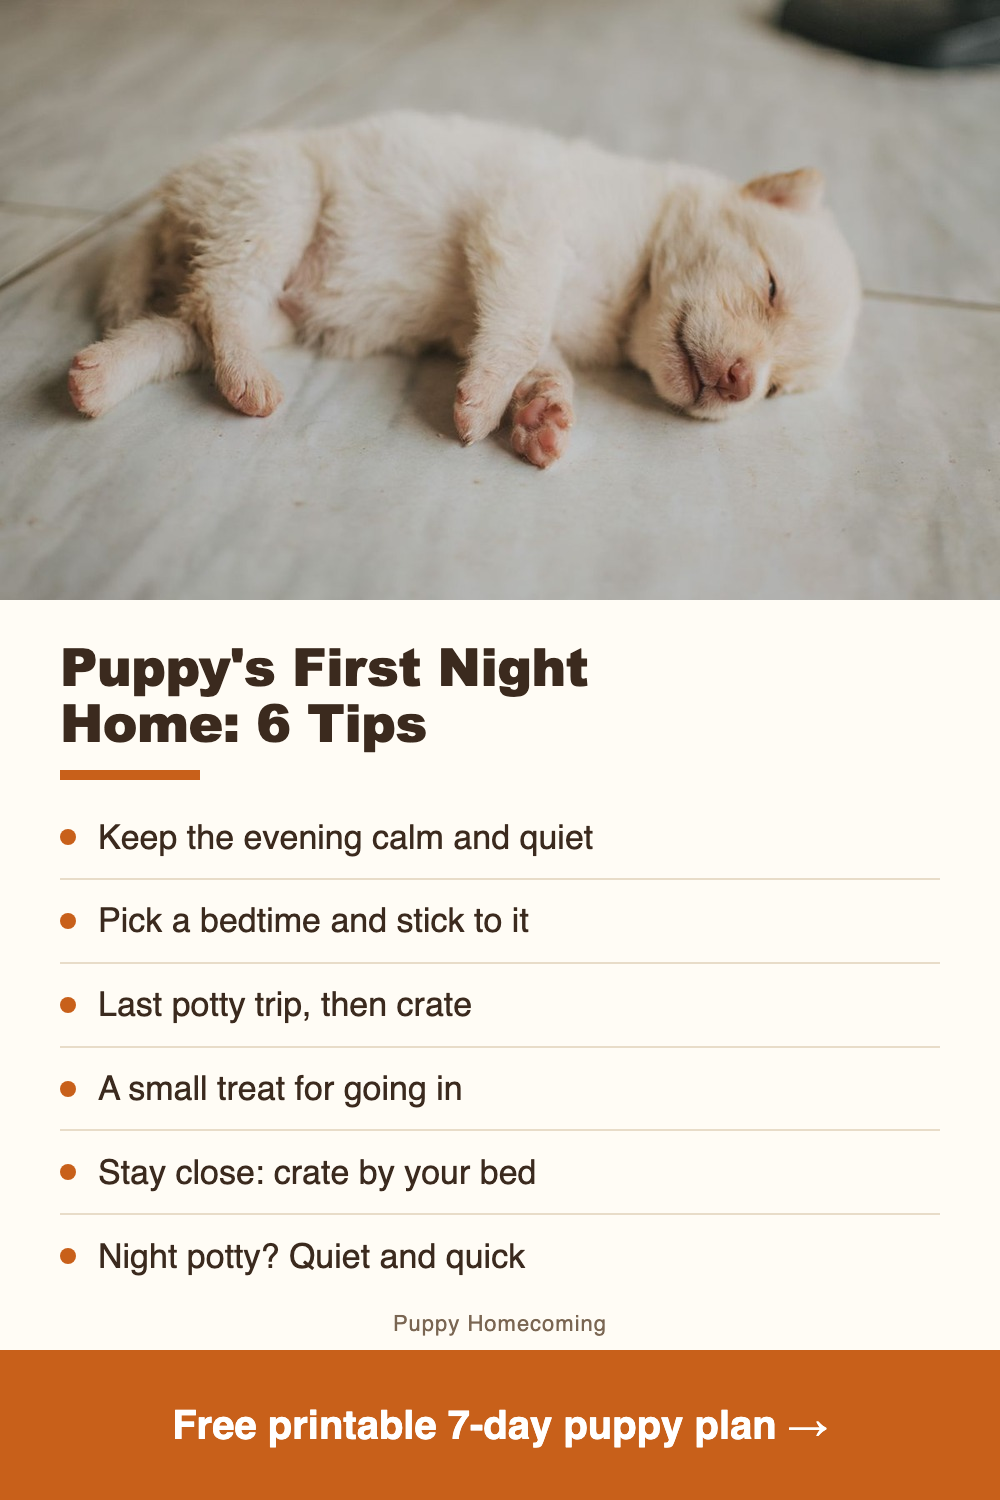 Puppy's First Night
Home: 6 Tips
Keep the evening calm and quiet
Pick a bedtime and stick to it
Last potty trip, then crate
A small treat for going in
Stay close: crate by your bed
Night potty? Quiet and quick
Puppy Homecoming
Free printable 7-day puppy plan →